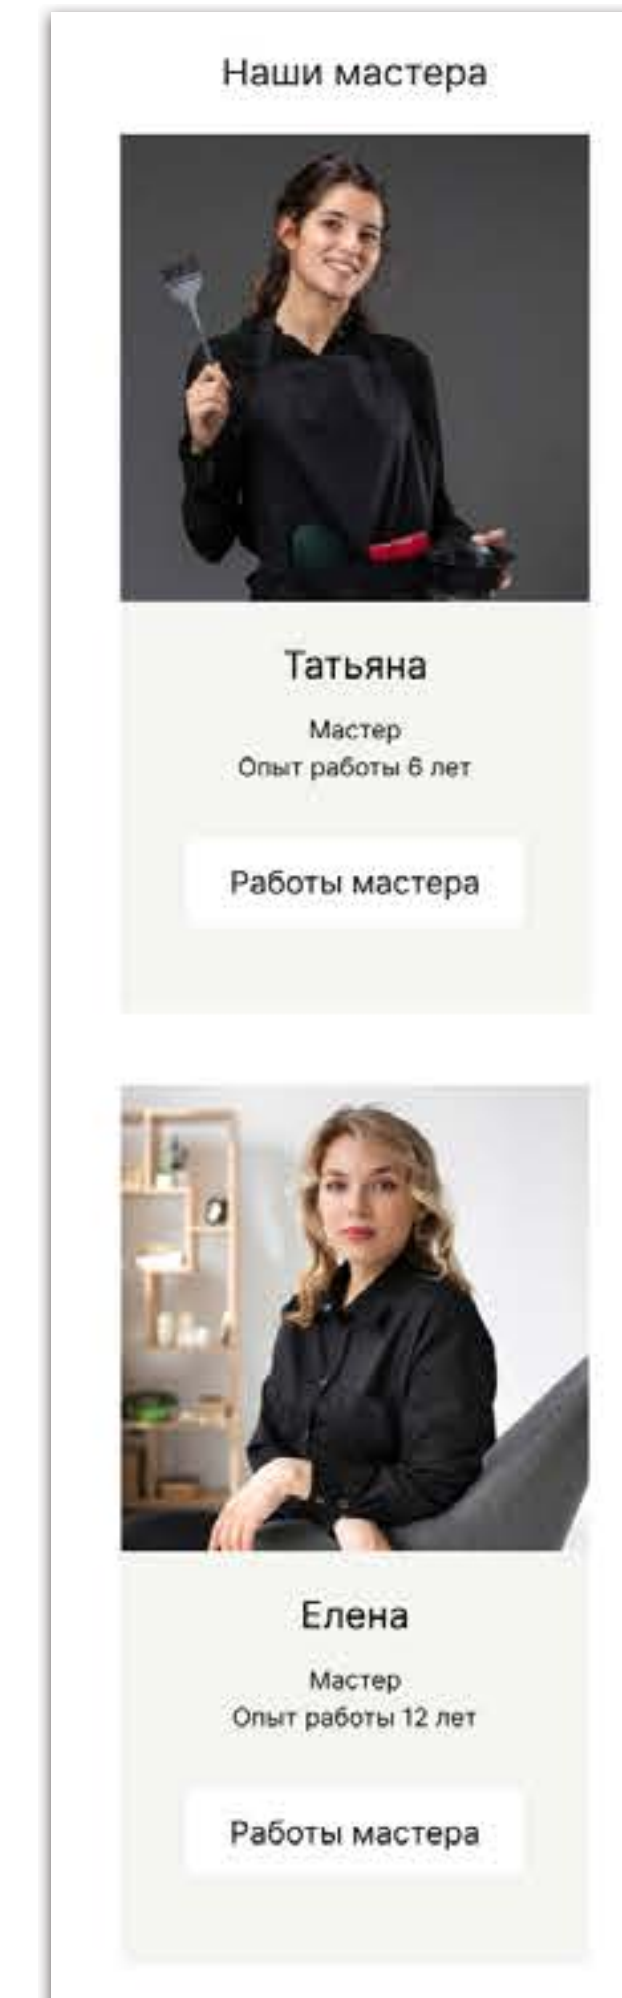 Наши мастера
Татьяна
Мастер
Опыт работы 6 лет
Работы мастера
Елена
Мастер
Опыт работы 12 лет
Работы мастера